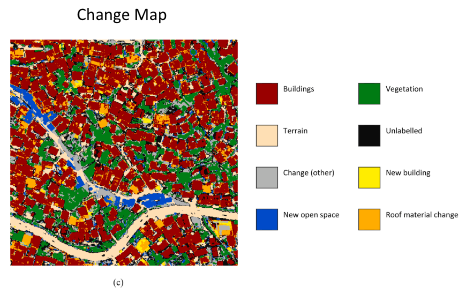 Change Map
Buildings
Vegetation
Terrain
Unlabelled
Change (other)
New building
New open space
Roof material change
(c)